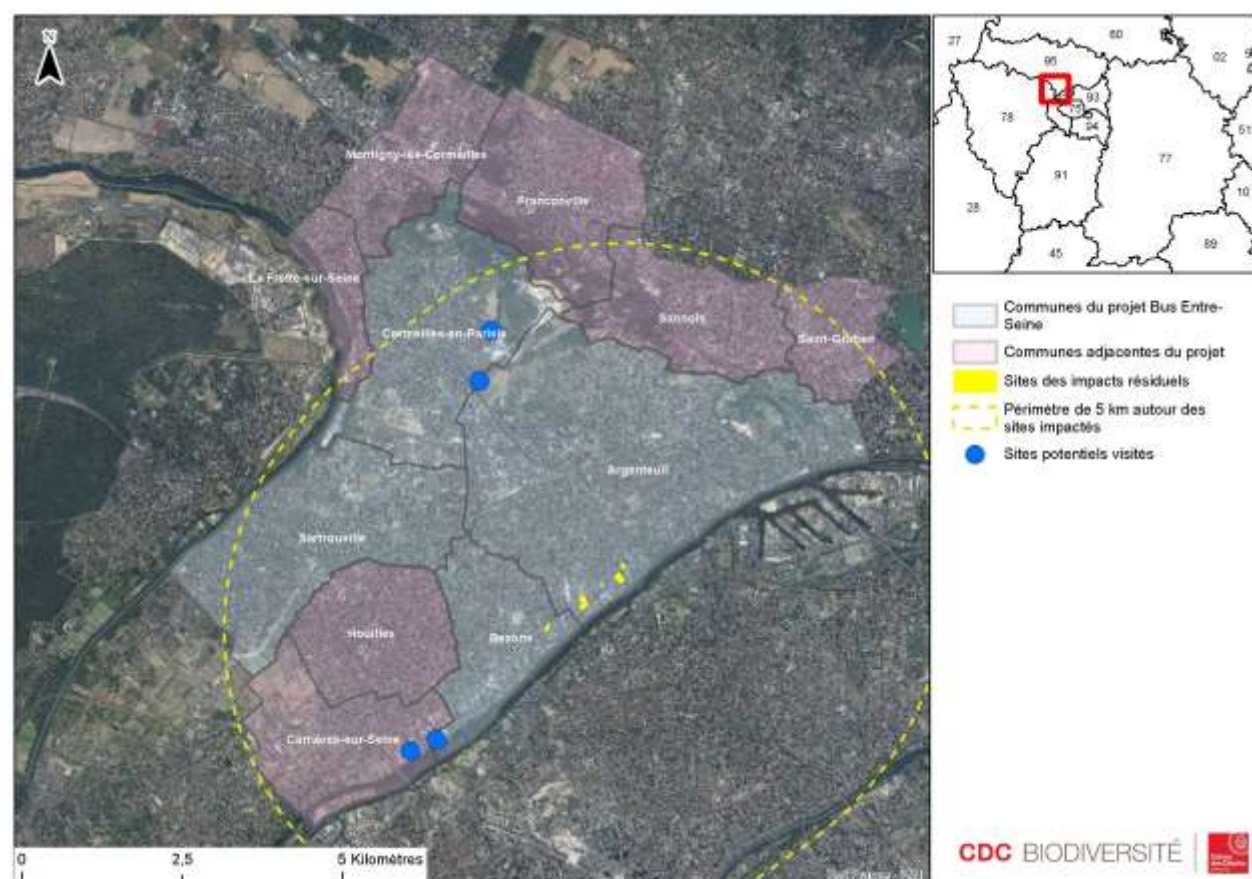 N
Montigny-lès-Cormeilles
Franconville
La Frette-sur-Seine
Cormeilles-en-Parisis
Sannois
Saint-Gratien
Argenteuil
Sartrouville
Houilles
Bezons
Carrières-sur-Seine
0 2,5 5 Kilomètres
27
60
02
95
93
75
94
78
77
51
91
10
28
45
89
Communes du projet Bus Entre-
Seine
Communes adjacentes du projet
Sites des impacts résiduels
Périmètre de 5 km autour des
sites impactés
Sites potentiels visités
CDC BIODIVERSITÉ